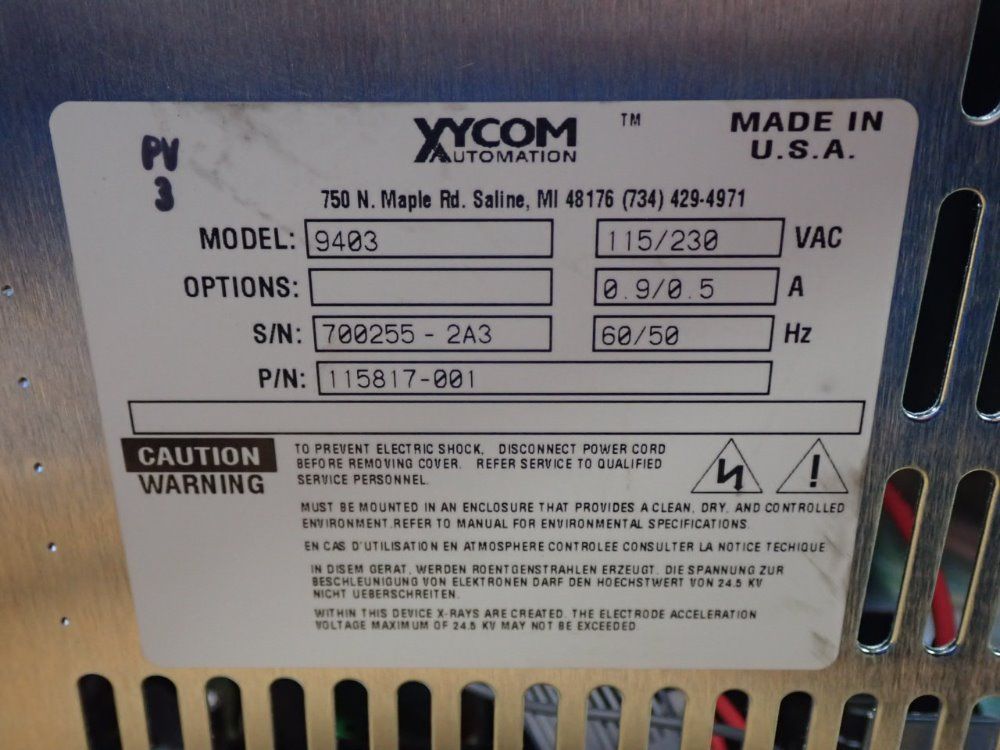 PV
3
XYCOM
AUTOMATION
TM
MADE IN
U.S.A.
750 N. Maple Rd. Saline, MI 48176 (734) 429-4971
MODEL: 9403 115/230 VAC
OPTIONS: 0.9/0.5 A
S/N: 700255-2A3 60/50 Hz
P/N: 115817-001
CAUTION
WARNING
TO PREVENT ELECTRIC SHOCK, DISCONNECT POWER CORD
BEFORE REMOVING COVER. REFER SERVICE TO QUALIFIED
SERVICE PERSONNEL.
!
MUST BE MOUNTED IN AN ENCLOSURE THAT PROVIDES A CLEAN, DRY, AND CONTROLLED
ENVIRONMENT.REFER TO MANUAL FOR ENVIRONMENTAL SPECIFICATIONS.
EN CAS D'UTILISATION EN ATMOSPHERE CONTROLEE CONSULTER LA NOTICE TECHIQUE
IN DISEM GERAT, WERDEN ROENTGENSTRAHLEN ERZEUGT. DIE SPANNUNG ZUR
BESCHLEUNIGUNG VON ELEKTRONEN DARF DEN HOECHSTWERT VON 24.5 KV
NICHT UEBERSCHREITEN.
WITHIN THIS DEVICE X-RAYS ARE CREATED. THE ELECTRODE ACCELERATION
VOLTAGE MAXIMUM OF 24.5 KV MAY NOT BE EXCEEDED.